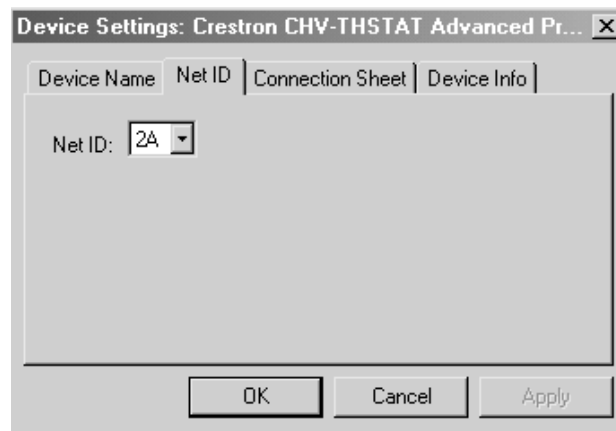 Device Settings: Crestron CHV-THSTAT Advanced Pr...
Device Name Net ID Connection Sheet Device Info
Net ID: 2A
OK Cancel Apply